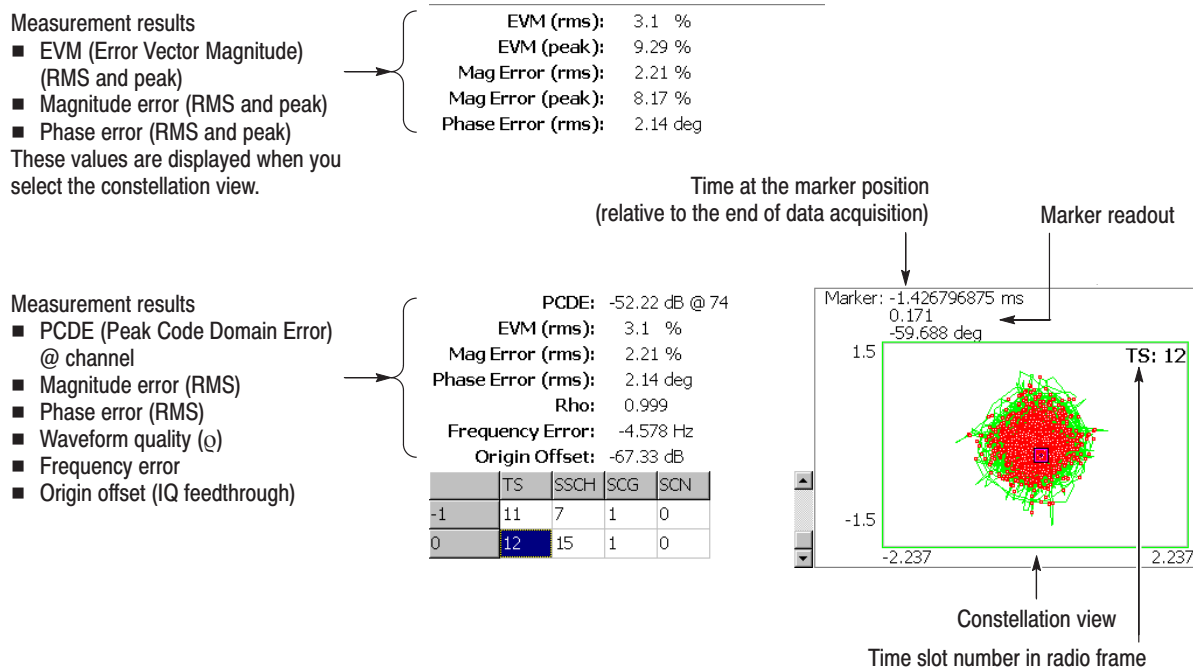 Measurement results
■ EVM (Error Vector Magnitude)
(RMS and peak)
■ Magnitude error (RMS and peak)
■ Phase error (RMS and peak)
These values are displayed when you
select the constellation view.
EVM (rms): 3.1 %
EVM (peak): 9.29 %
Mag Error (rms): 2.21 %
Mag Error (peak): 8.17 %
Phase Error (rms): 2.14 deg
Time at the marker position
(relative to the end of data acquisition)
Marker readout
Measurement results
■ PCDE (Peak Code Domain Error)
@ channel
■ Magnitude error (RMS)
■ Phase error (RMS)
■ Waveform quality (ϱ)
■ Frequency error
■ Origin offset (IQ feedthrough)
PCDE: -52.22 dB @ 74
EVM (rms): 3.1 %
Mag Error (rms): 2.21 %
Phase Error (rms): 2.14 deg
Rho: 0.999
Frequency Error: -4.578 Hz
Origin Offset: -67.33 dB
TS SSCH SCG SCN
-1 11 7 1 0
0 12 15 1 0
Marker: -1.426796875 ms
0.171
-59.688 deg
1.5
TS: 12
-1.5
-2.237 2.237
Constellation view
Time slot number in radio frame